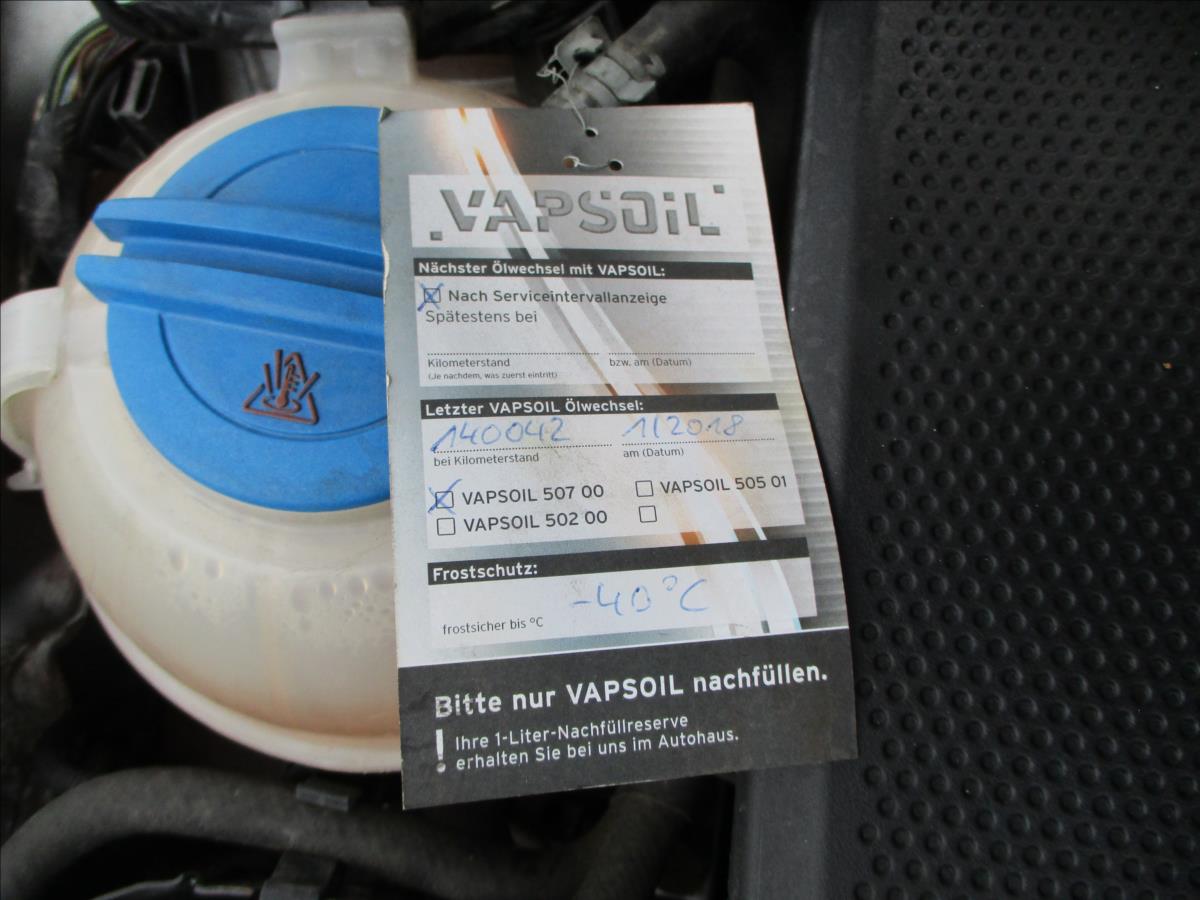 VAPSOIL
Nächster Ölwechsel mit VAPSOIL:
Nach Serviceintervallanzeige
Spätestens bei
Kilometerstand bzw. am (Datum)
(Je nachdem, was zuerst eintritt)
Letzter VAPSOIL Ölwechsel:
140042 1/2018
bei Kilometerstand am (Datum)
VAPSOIL 507 00 VAPSOIL 505 01
VAPSOIL 502 00
Frostschutz:
frostsicher bis °C -40°C
Bitte nur VAPSOIL nachfüllen.
! Ihre 1-Liter-Nachfüllreserve
erhalten Sie bei uns im Autohaus.